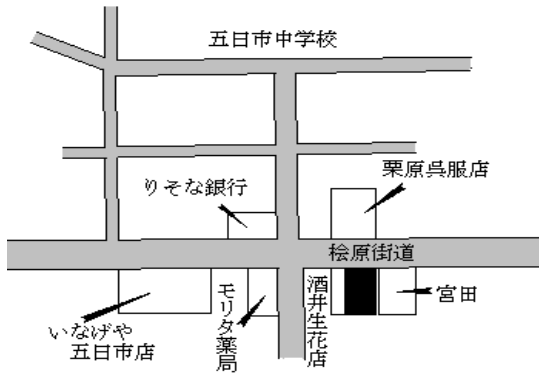 五日市中学校
栗原呉服店
りそな銀行
桧原街道
宮田
酒井生花店
モリタ薬局
いなげや
五日市店